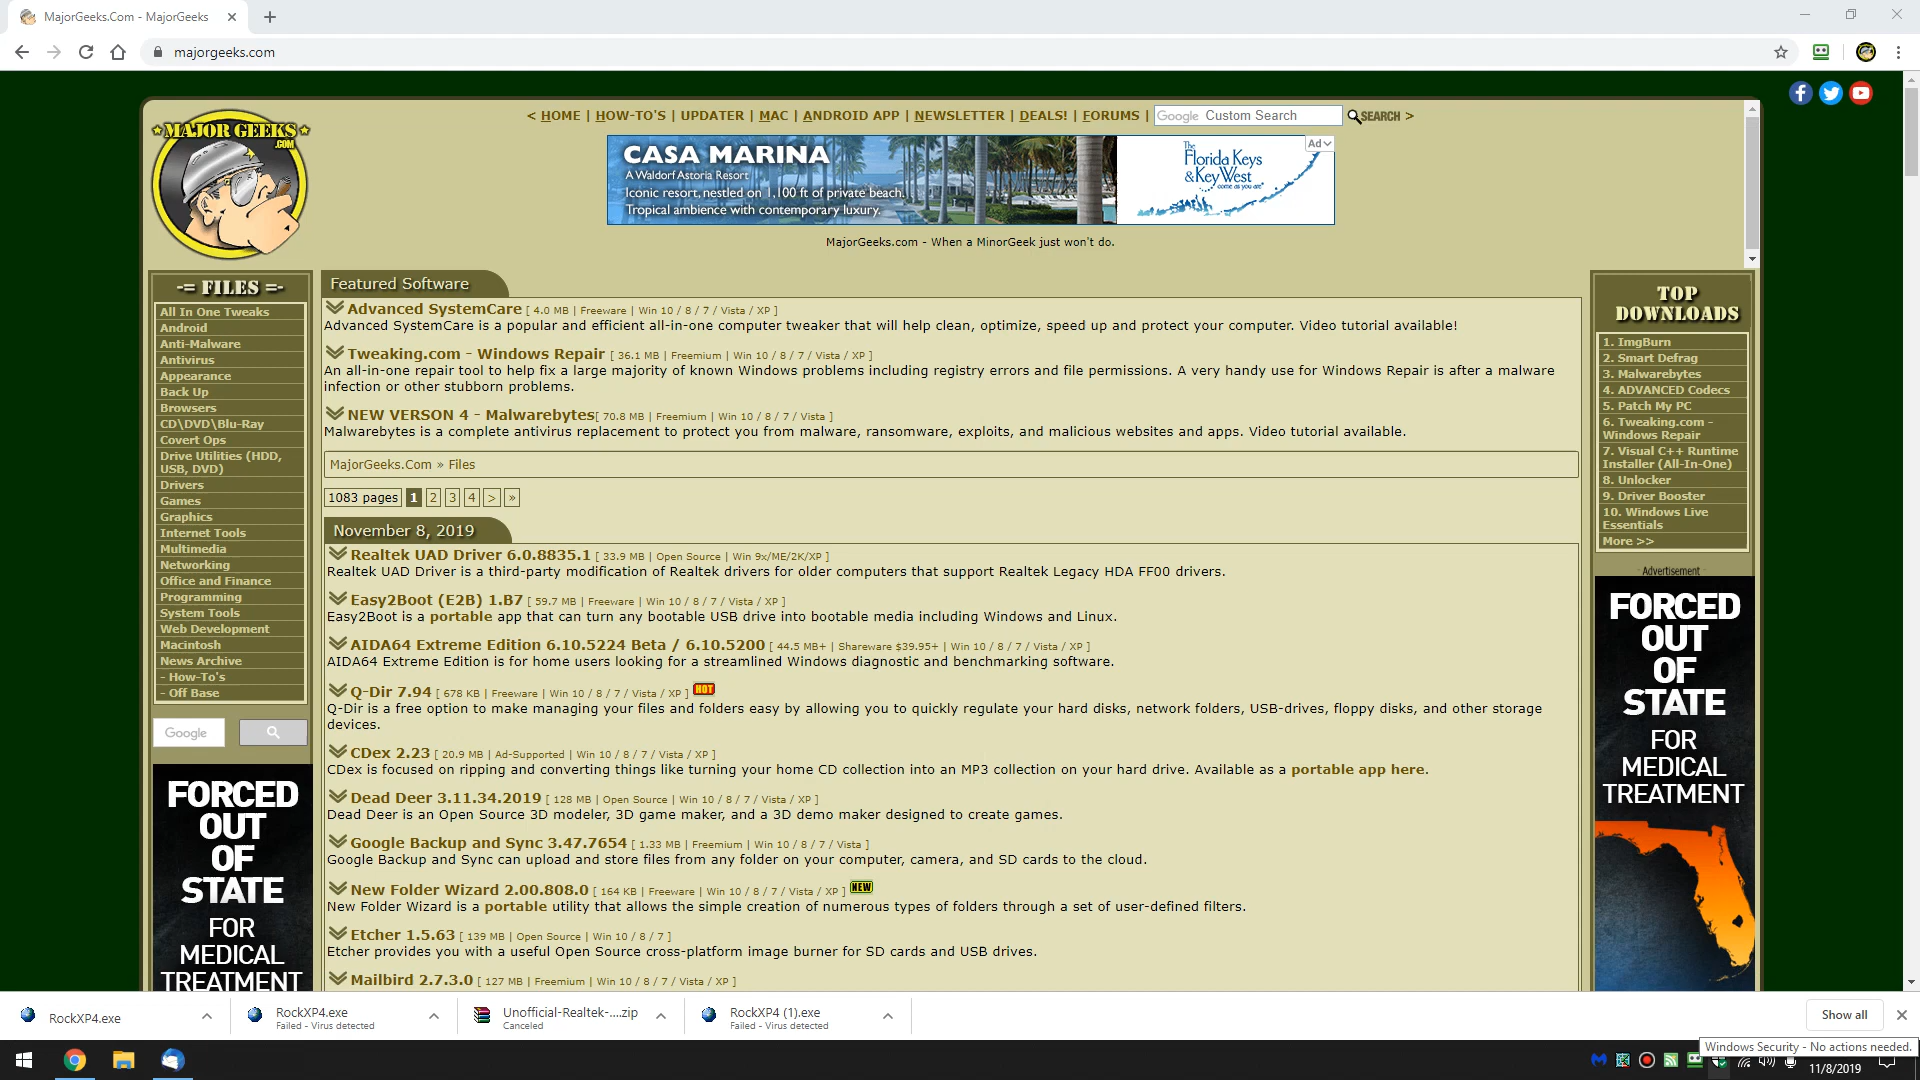 MajorGeeks.Com - MajorGeeks
majorgeeks.com
MAJOR GEEKS
.COM
< HOME | HOW-TO'S | UPDATER | MAC | ANDROID APP | NEWSLETTER | DEALS! | FORUMS | Google Custom Search SEARCH >
CASA MARINA
A Waldorf Astoria Resort
Iconic resort, nestled on 1,100 ft of private beach.
Tropical ambience with contemporary luxury.
The
Florida Keys
& Key West
come as you are®
Ad
MajorGeeks.com - When a MinorGeek just won't do.
-= FILES =-
All In One Tweaks
Android
Anti-Malware
Antivirus
Appearance
Back Up
Browsers
CD\DVD\Blu-Ray
Covert Ops
Drive Utilities (HDD,
USB, DVD)
Drivers
Games
Graphics
Internet Tools
Multimedia
Networking
Office and Finance
Programming
System Tools
Web Development
Macintosh
News Archive
- How-To's
- Off Base
Google
FORCED
OUT
OF
STATE
FOR
MEDICAL
TREATMENT
Featured Software
Advanced SystemCare [ 4.0 MB | Freeware | Win 10 / 8 / 7 / Vista / XP ]
Advanced SystemCare is a popular and efficient all-in-one computer tweaker that will help clean, optimize, speed up and protect your computer. Video tutorial available!
Tweaking.com - Windows Repair [ 36.1 MB | Freemium | Win 10 / 8 / 7 / Vista / XP ]
An all-in-one repair tool to help fix a large majority of known Windows problems including registry errors and file permissions. A very handy use for Windows Repair is after a malware
infection or other stubborn problems.
NEW VERSON 4 - Malwarebytes[ 70.8 MB | Freemium | Win 10 / 8 / 7 / Vista ]
Malwarebytes is a complete antivirus replacement to protect you from malware, ransomware, exploits, and malicious websites and apps. Video tutorial available.
MajorGeeks.Com » Files
1083 pages 1 2 3 4 > »
November 8, 2019
Realtek UAD Driver 6.0.8835.1 [ 33.9 MB | Open Source | Win 9x/ME/2K/XP ]
Realtek UAD Driver is a third-party modification of Realtek drivers for older computers that support Realtek Legacy HDA FF00 drivers.
Easy2Boot (E2B) 1.B7 [ 59.7 MB | Freeware | Win 10 / 8 / 7 / Vista / XP ]
Easy2Boot is a portable app that can turn any bootable USB drive into bootable media including Windows and Linux.
AIDA64 Extreme Edition 6.10.5224 Beta / 6.10.5200 [ 44.5 MB+ | Shareware $39.95+ | Win 10 / 8 / 7 / Vista / XP ]
AIDA64 Extreme Edition is for home users looking for a streamlined Windows diagnostic and benchmarking software.
Q-Dir 7.94 [ 678 KB | Freeware | Win 10 / 8 / 7 / Vista / XP ] HOT
Q-Dir is a free option to make managing your files and folders easy by allowing you to quickly regulate your hard disks, network folders, USB-drives, floppy disks, and other storage
devices.
CDex 2.23 [ 20.9 MB | Ad-Supported | Win 10 / 8 / 7 / Vista / XP ]
CDex is focused on ripping and converting things like turning your home CD collection into an MP3 collection on your hard drive. Available as a portable app here.
Dead Deer 3.11.34.2019 [ 128 MB | Open Source | Win 10 / 8 / 7 / Vista / XP ]
Dead Deer is an Open Source 3D modeler, 3D game maker, and a 3D demo maker designed to create games.
Google Backup and Sync 3.47.7654 [ 1.33 MB | Freemium | Win 10 / 8 / 7 / Vista ]
Google Backup and Sync can upload and store files from any folder on your computer, camera, and SD cards to the cloud.
New Folder Wizard 2.00.808.0 [ 164 KB | Freeware | Win 10 / 8 / 7 / Vista / XP ] NEW
New Folder Wizard is a portable utility that allows the simple creation of numerous types of folders through a set of user-defined filters.
Etcher 1.5.63 [ 139 MB | Open Source | Win 10 / 8 / 7 ]
Etcher provides you with a useful Open Source cross-platform image burner for SD cards and USB drives.
Mailbird 2.7.3.0 [ 127 MB | Freemium | Win 10 / 8 / 7 / Vista / XP ]
TOP
DOWNLOADS
1. ImgBurn
2. Smart Defrag
3. Malwarebytes
4. ADVANCED Codecs
5. Patch My PC
6. Tweaking.com -
Windows Repair
7. Visual C++ Runtime
Installer (All-In-One)
8. Unlocker
9. Driver Booster
10. Windows Live
Essentials
More >>
- Advertisement -
FORCED
OUT
OF
STATE
FOR
MEDICAL
TREATMENT
RockXP4.exe
RockXP4.exe
Failed - Virus detected
Unofficial-Realtek-....zip
Canceled
RockXP4 (1).exe
Failed - Virus detected
Show all
Windows Security - No actions needed.
11/8/2019